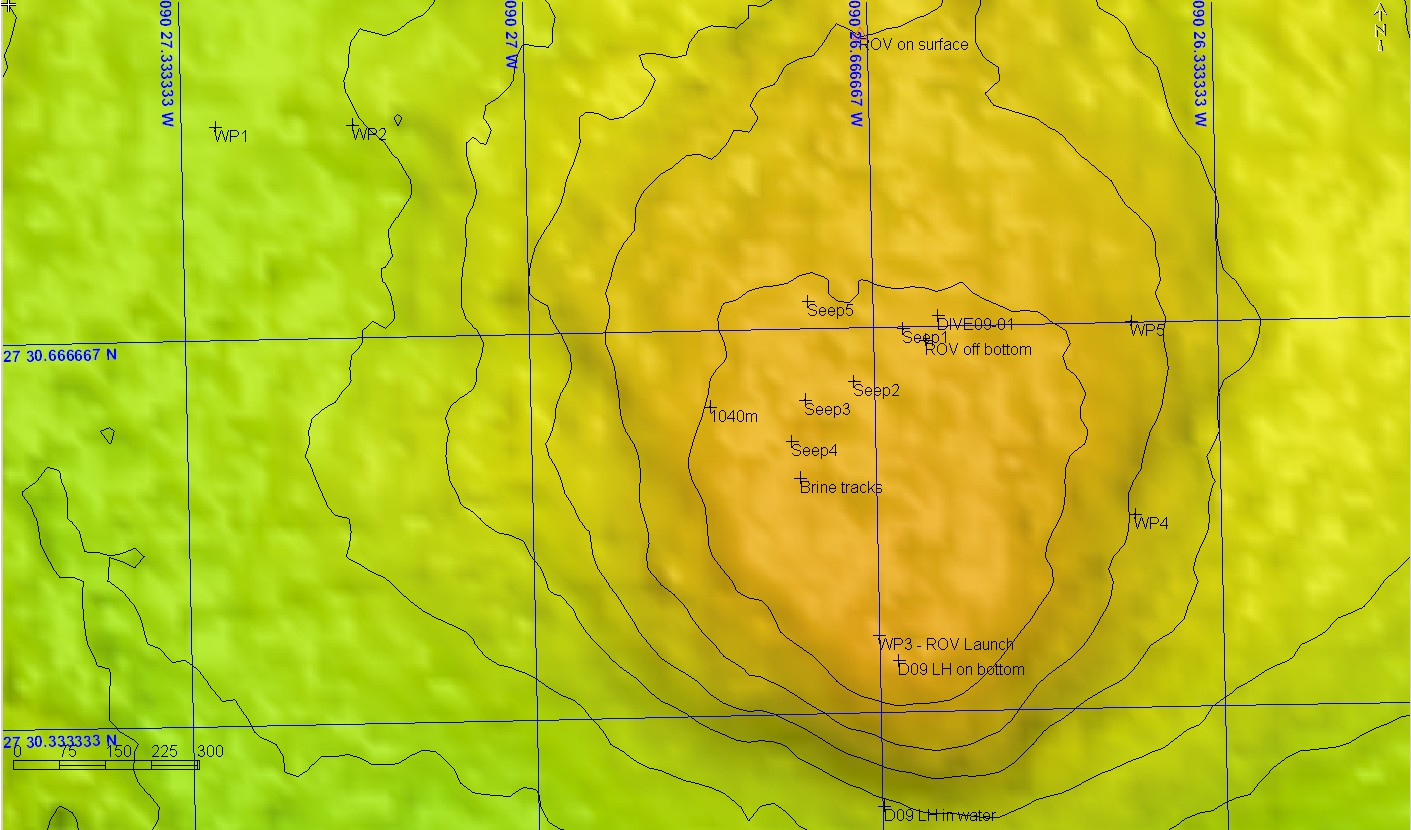 090 27.333333 W
090 27 W
090 26.666667 W
090 26.333333 W
N
ROV on surface
WP1
WP2
Seep5
DIVE09-01
WP5
Seep1
ROV off bottom
27 30.666667 N
Seep2
Seep3
1040m
Seep4
Brine tracks
WP4
WP3 - ROV Launch
D09 LH on bottom
27 30.333333 N
0 75 150 225 300
D09 LH in water